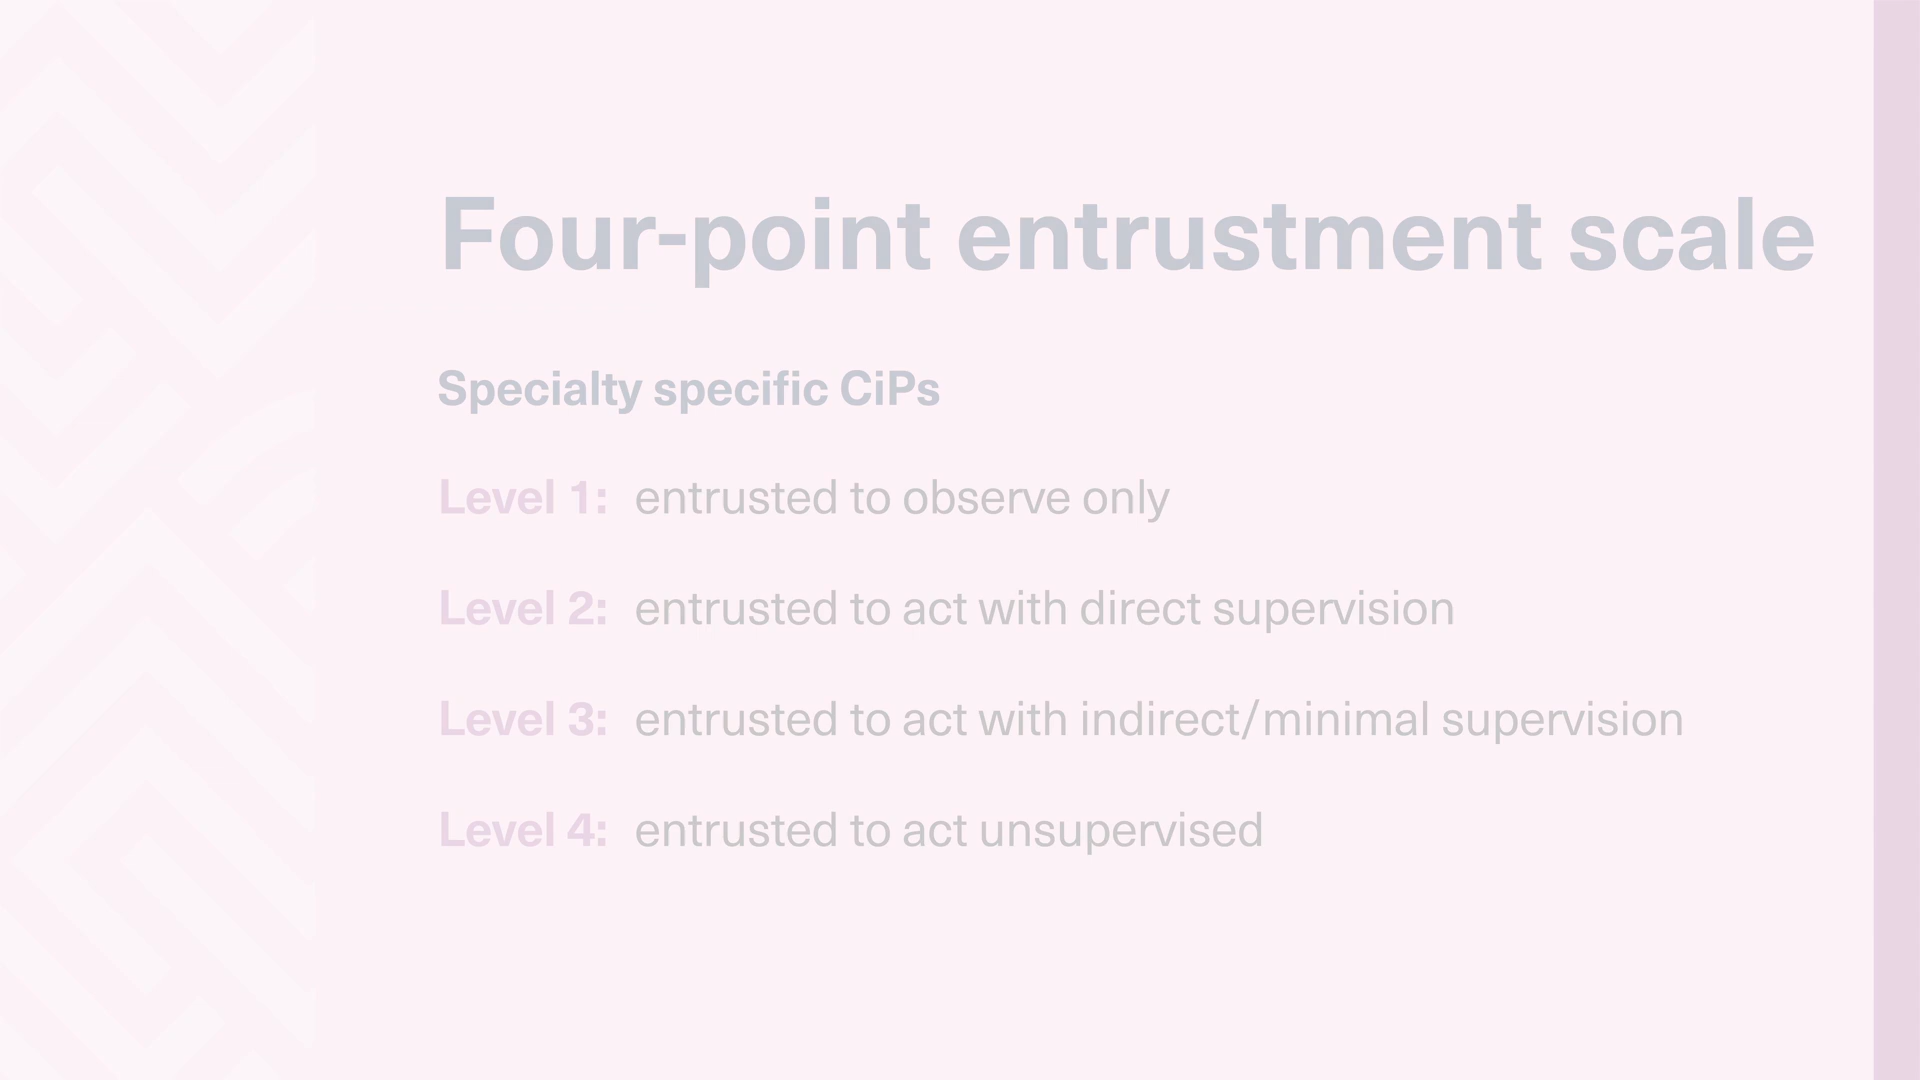 Four-point entrustment scale
Specialty specific CiPs
Level 1: entrusted to observe only
Level 2: entrusted to act with direct supervision
Level 3: entrusted to act with indirect/minimal supervision
Level 4: entrusted to act unsupervised